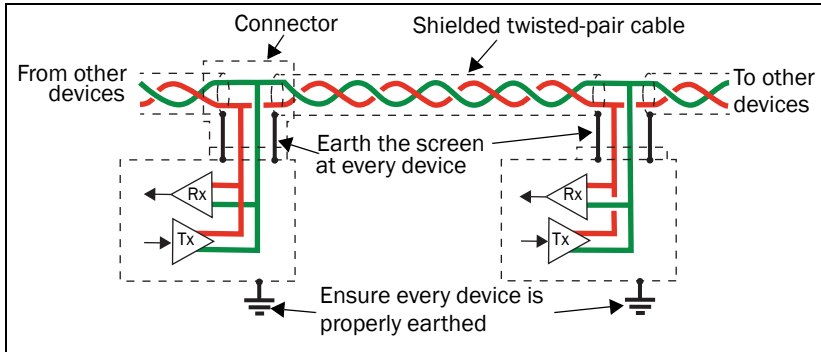 Connector
Shielded twisted-pair cable
From other
devices
To other
devices
Earth the screen
at every device
Rx
Tx
Rx
Tx
Ensure every device is
properly earthed